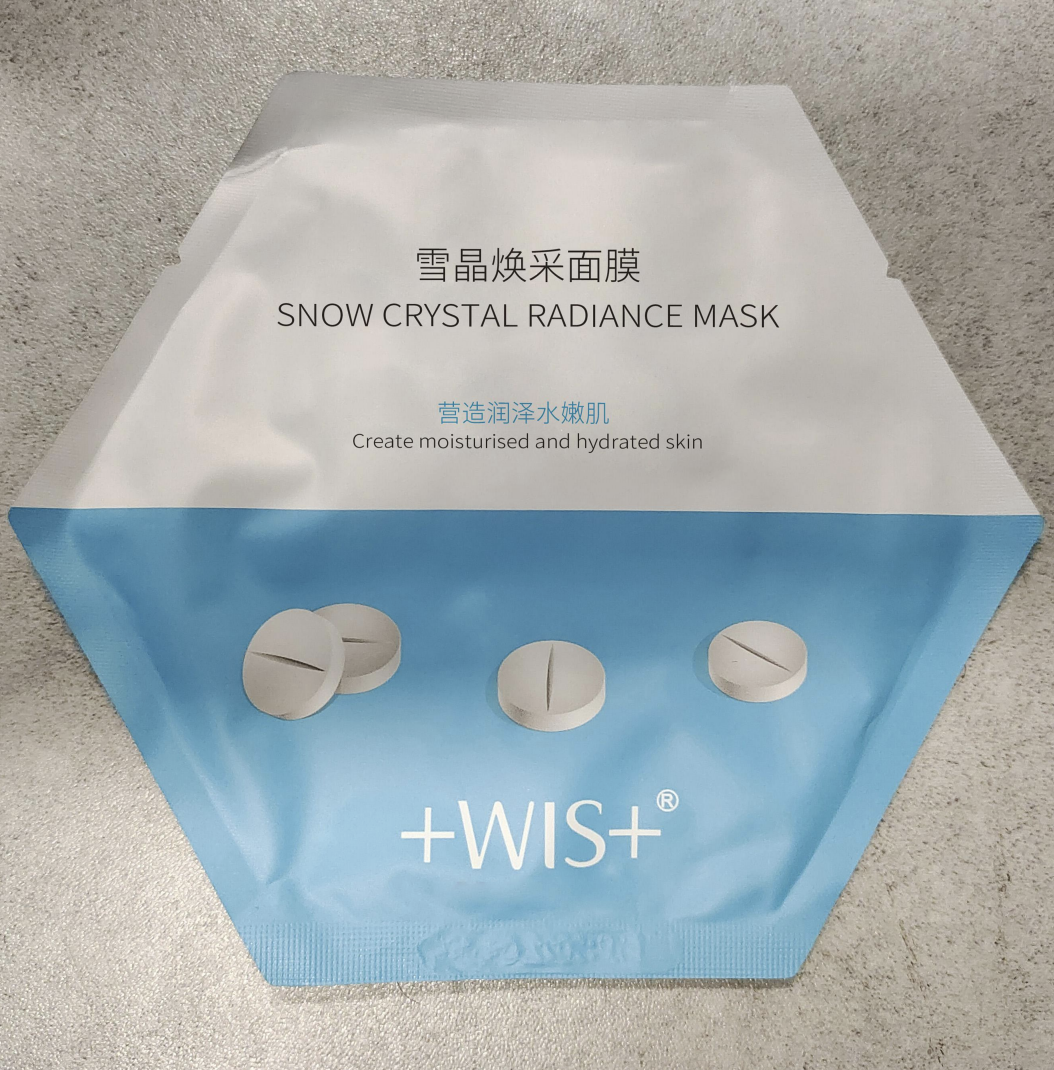 雪晶焕采面膜
SNOW CRYSTAL RADIANCE MASK
营造润泽水嫩肌
Create moisturised and hydrated skin
+WIS+®